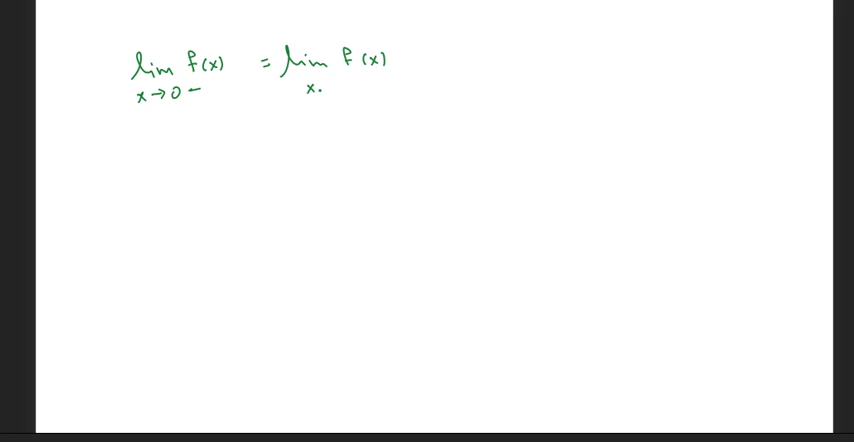 lim f(x) = lim f(x)
x→0− x.